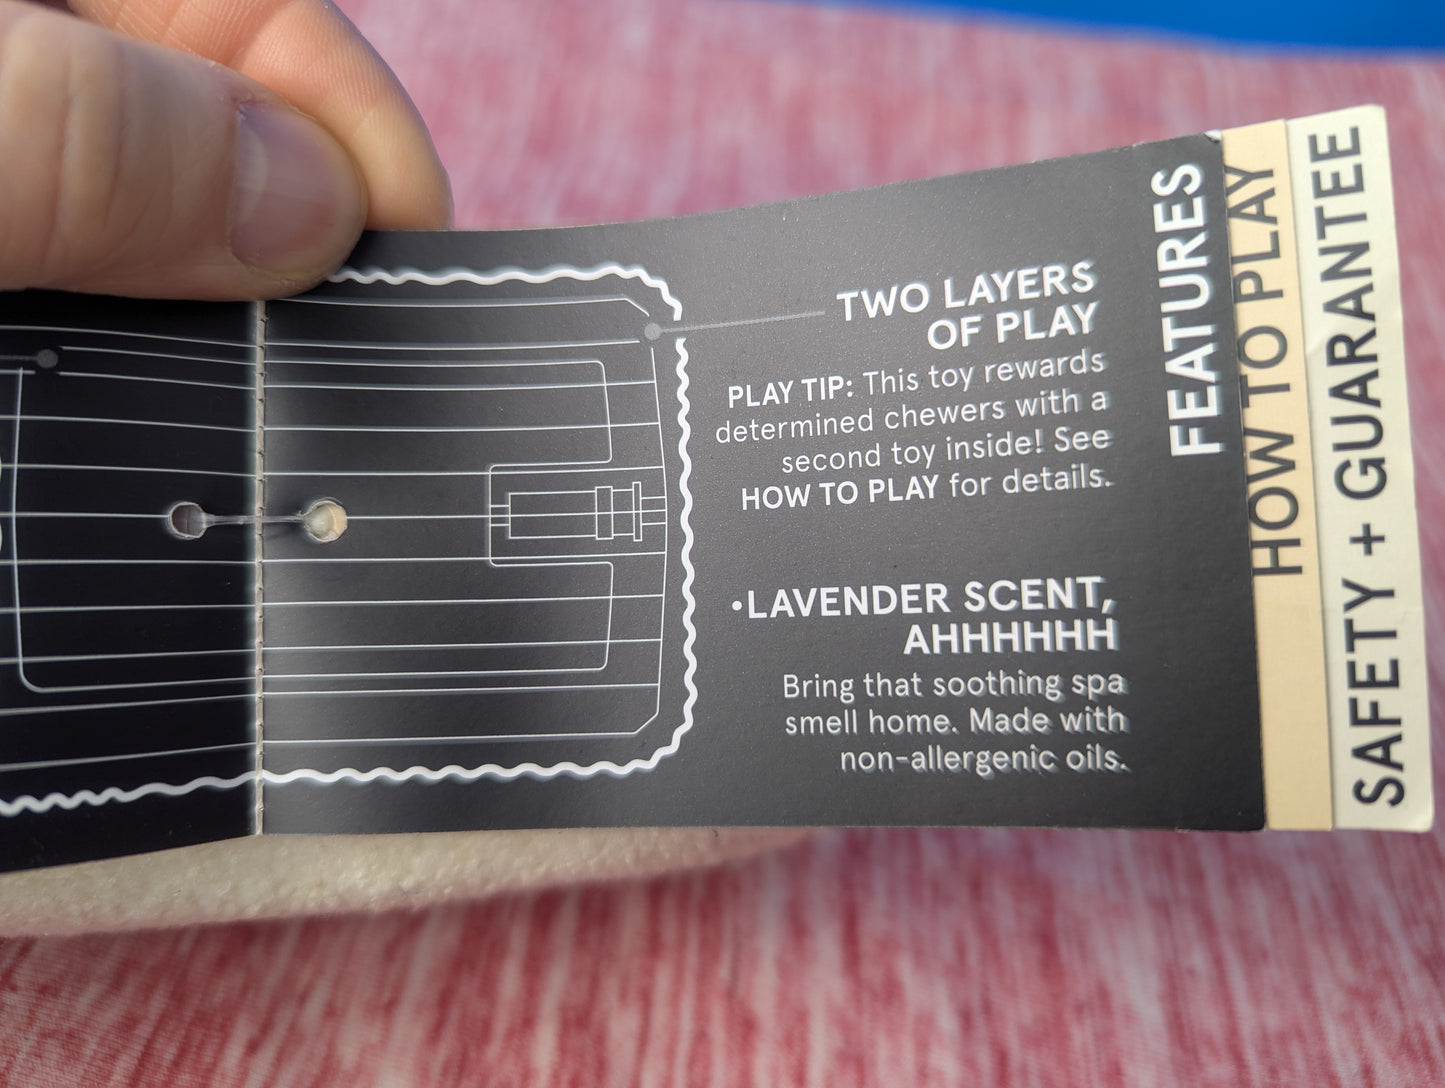 TWO LAYERS
OF PLAY
PLAY TIP: This toy rewards
determined chewers with a
second toy inside! See
HOW TO PLAY for details.
•LAVENDER SCENT,
AHHHHHH
Bring that soothing spa
smell home. Made with
non-allergenic oils.
FEATURES
HOW TO PLAY
SAFETY + GUARANTEE